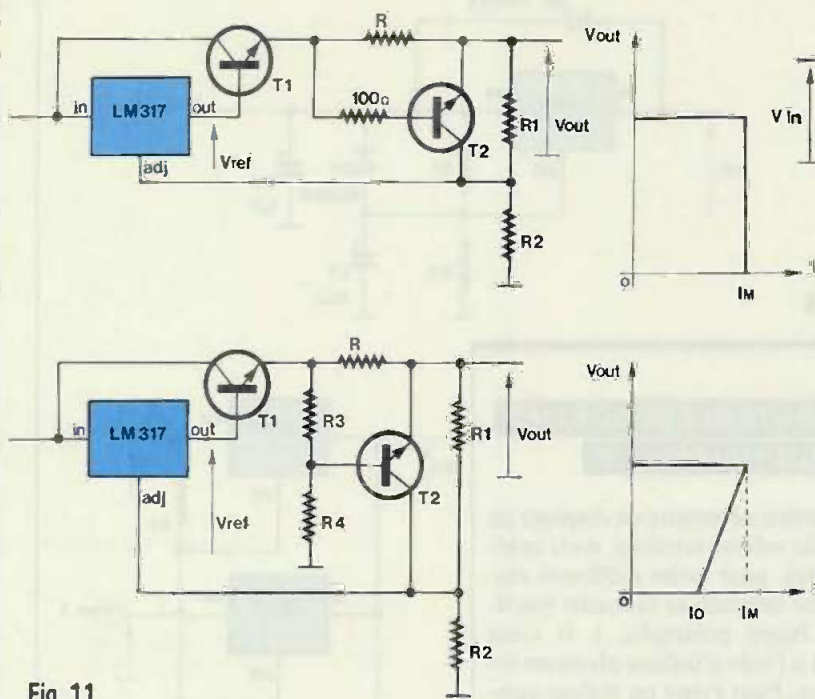 R
Vout
T1
100Ω
in
LM317
out
R1
Vout
V in
T2
Vref
adj
R2
O
IM
R
Vout
T1
R3
R1
Vout
in
LM317
out
T2
adj
Vref
R4
O
IO
IM
R2
Fig. 11